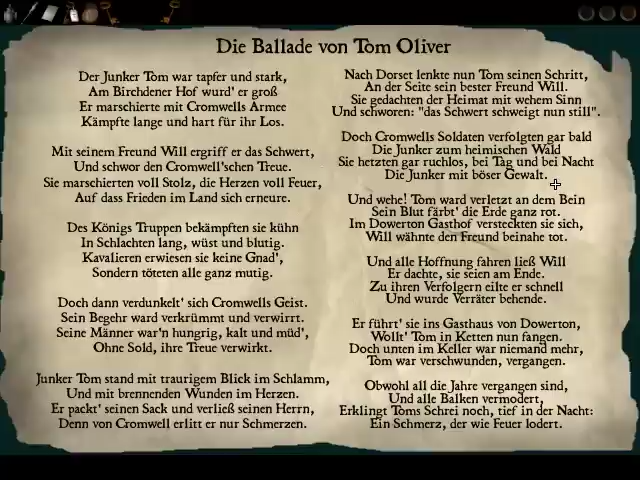 Die Ballade von Tom Oliver
Der Junker Tom war tapfer und stark,
Am Birchdener Hof wurd' er groß
Er marschierte mit Cromwells Armee
Kämpfte lange und hart für ihr Los.
Mit seinem Freund Will ergriff er das Schwert,
Und schwor den Cromwell'schen Treue.
Sie marschierten voll Stolz, die Herzen voll Feuer,
Auf dass Frieden im Land sich erneure.
Des Königs Truppen bekämpften sie kühn
In Schlachten lang, wüst und blutig.
Kavalieren erwiesen sie keine Gnad',
Sondern töteten alle ganz mutig.
Doch dann verdunkelt' sich Cromwells Geist.
Sein Begehr ward verkrümmt und verwirrt.
Seine Männer war'n hungrig, kalt und müd',
Ohne Sold, ihre Treue verwirkt.
Junker Tom stand mit traurigem Blick im Schlamm,
Und mit brennenden Wunden im Herzen.
Er packt' seinen Sack und verließ seinen Herrn,
Denn von Cromwell erlitt er nur Schmerzen.
Nach Dorset lenkte nun Tom seinen Schritt,
An der Seite sein bester Freund Will.
Sie gedachten der Heimat mit wehem Sinn
Und schworen: "das Schwert schweigt nun still".
Doch Cromwells Soldaten verfolgten gar bald
Die Junker zum heimischen Wald
Sie hetzten gar ruchlos, bei Tag und bei Nacht
Die Junker mit böser Gewalt.
Und wehe! Tom ward verletzt an dem Bein
Sein Blut färbt' die Erde ganz rot.
Im Dowerton Gasthof versteckten sie sich,
Will wähnte den Freund beinahe tot.
Und alle Hoffnung fahren ließ Will
Er dachte, sie seien am Ende.
Zu ihren Verfolgern eilte er schnell
Und wurde Verräter behende.
Er führt' sie ins Gasthaus von Dowerton,
Wollt' Tom in Ketten nun fangen.
Doch unten im Keller war niemand mehr,
Tom war verschwunden, vergangen.
Obwohl all die Jahre vergangen sind,
Und alle Balken vermodert,
Erklingt Toms Schrei noch, tief in der Nacht:
Ein Schmerz, der wie Feuer lodert.